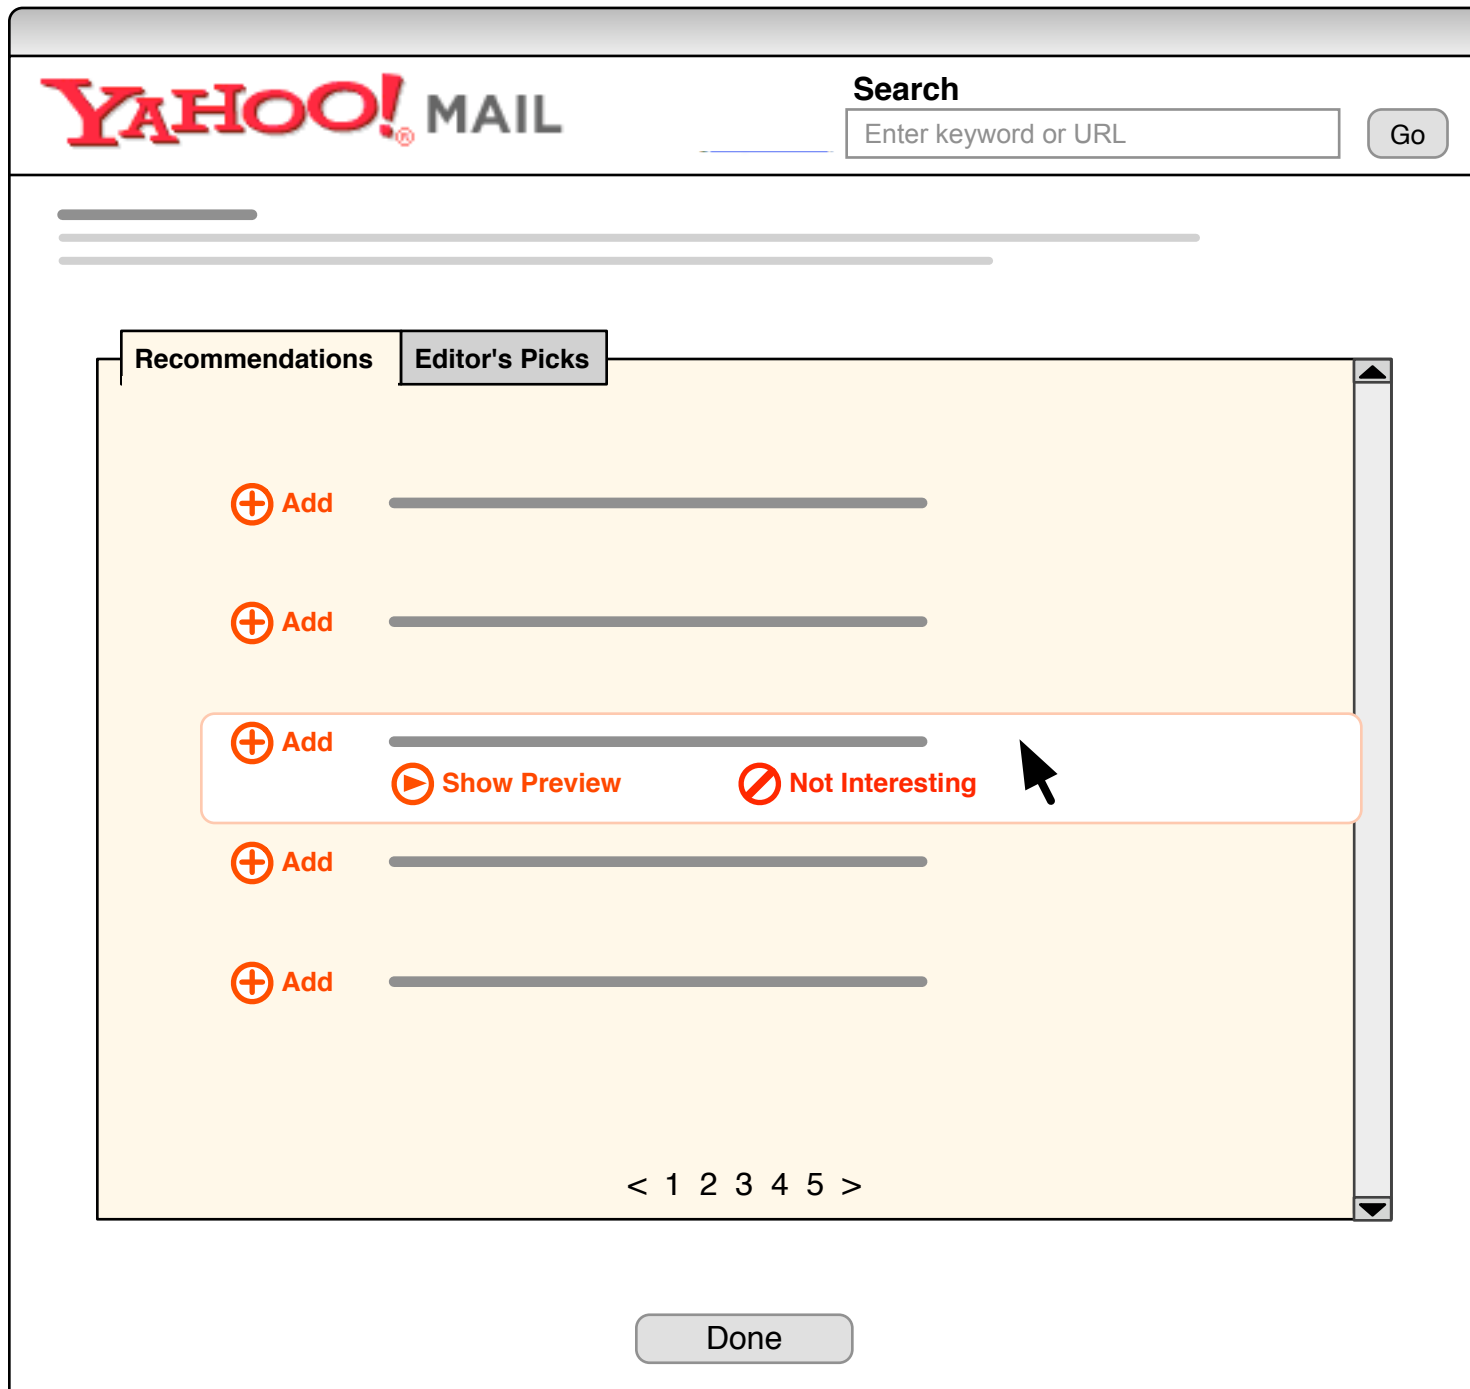 YAHOO!® MAIL
Search
Enter keyword or URL
Go
Recommendations
Editor's Picks
Add
Add
Add
Show Preview
Not Interesting
Add
Add
< 1 2 3 4 5 >
Done